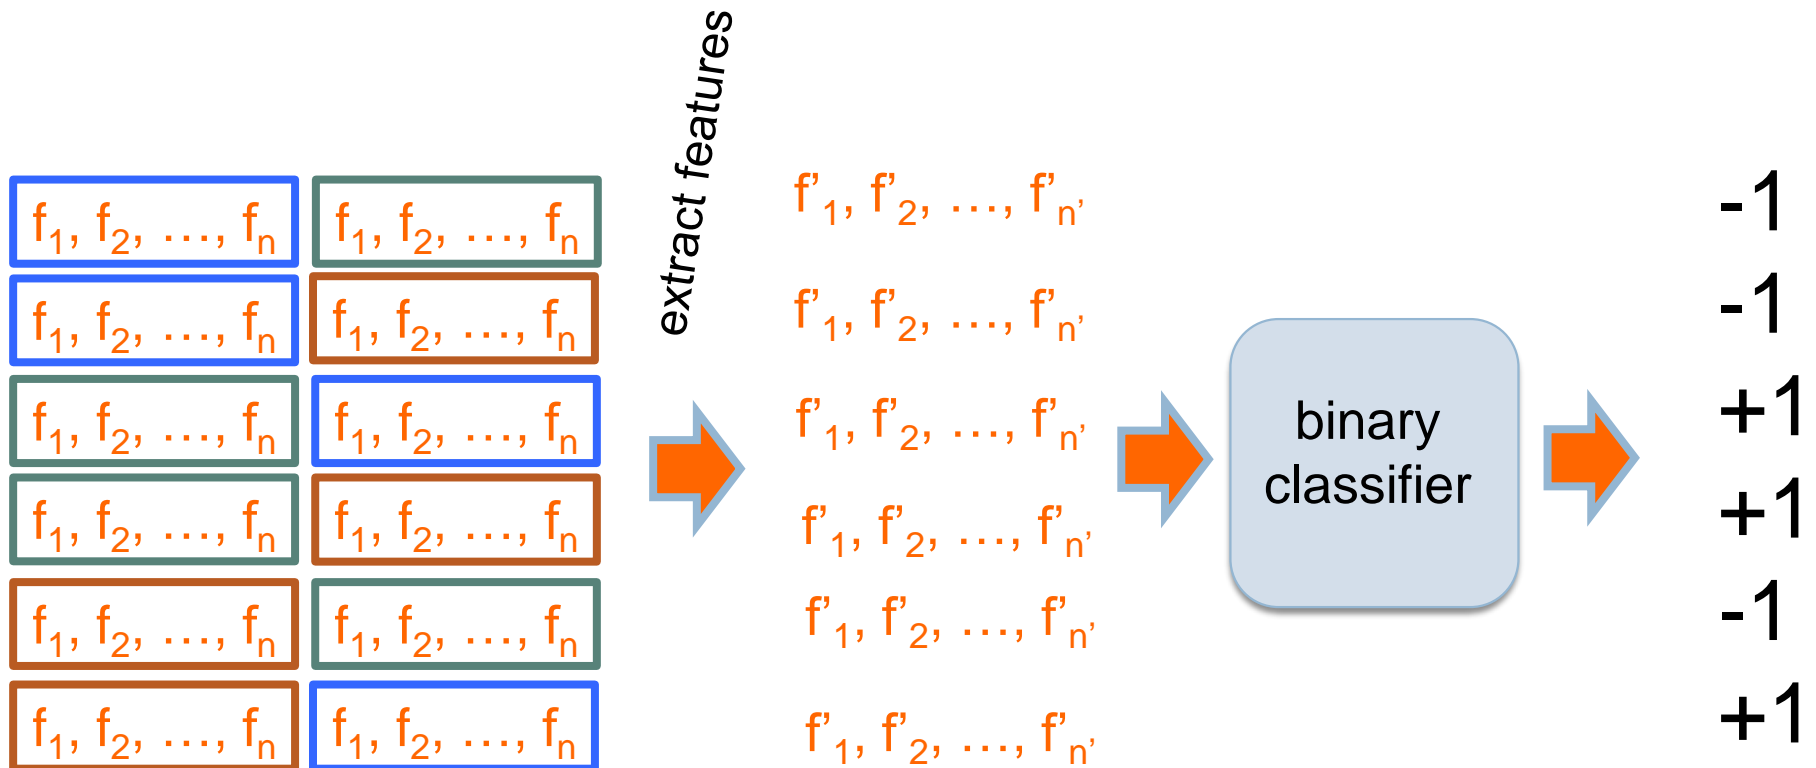 extract features
f1, f2, …, fn f1, f2, …, fn f’1, f’2, …, f’n’ -1
f1, f2, …, fn f1, f2, …, fn f’1, f’2, …, f’n’ -1
f1, f2, …, fn f1, f2, …, fn f’1, f’2, …, f’n’ +1
binary
classifier
f1, f2, …, fn f1, f2, …, fn f’1, f’2, …, f’n’ +1
f1, f2, …, fn f1, f2, …, fn f’1, f’2, …, f’n’ -1
f1, f2, …, fn f1, f2, …, fn f’1, f’2, …, f’n’ +1